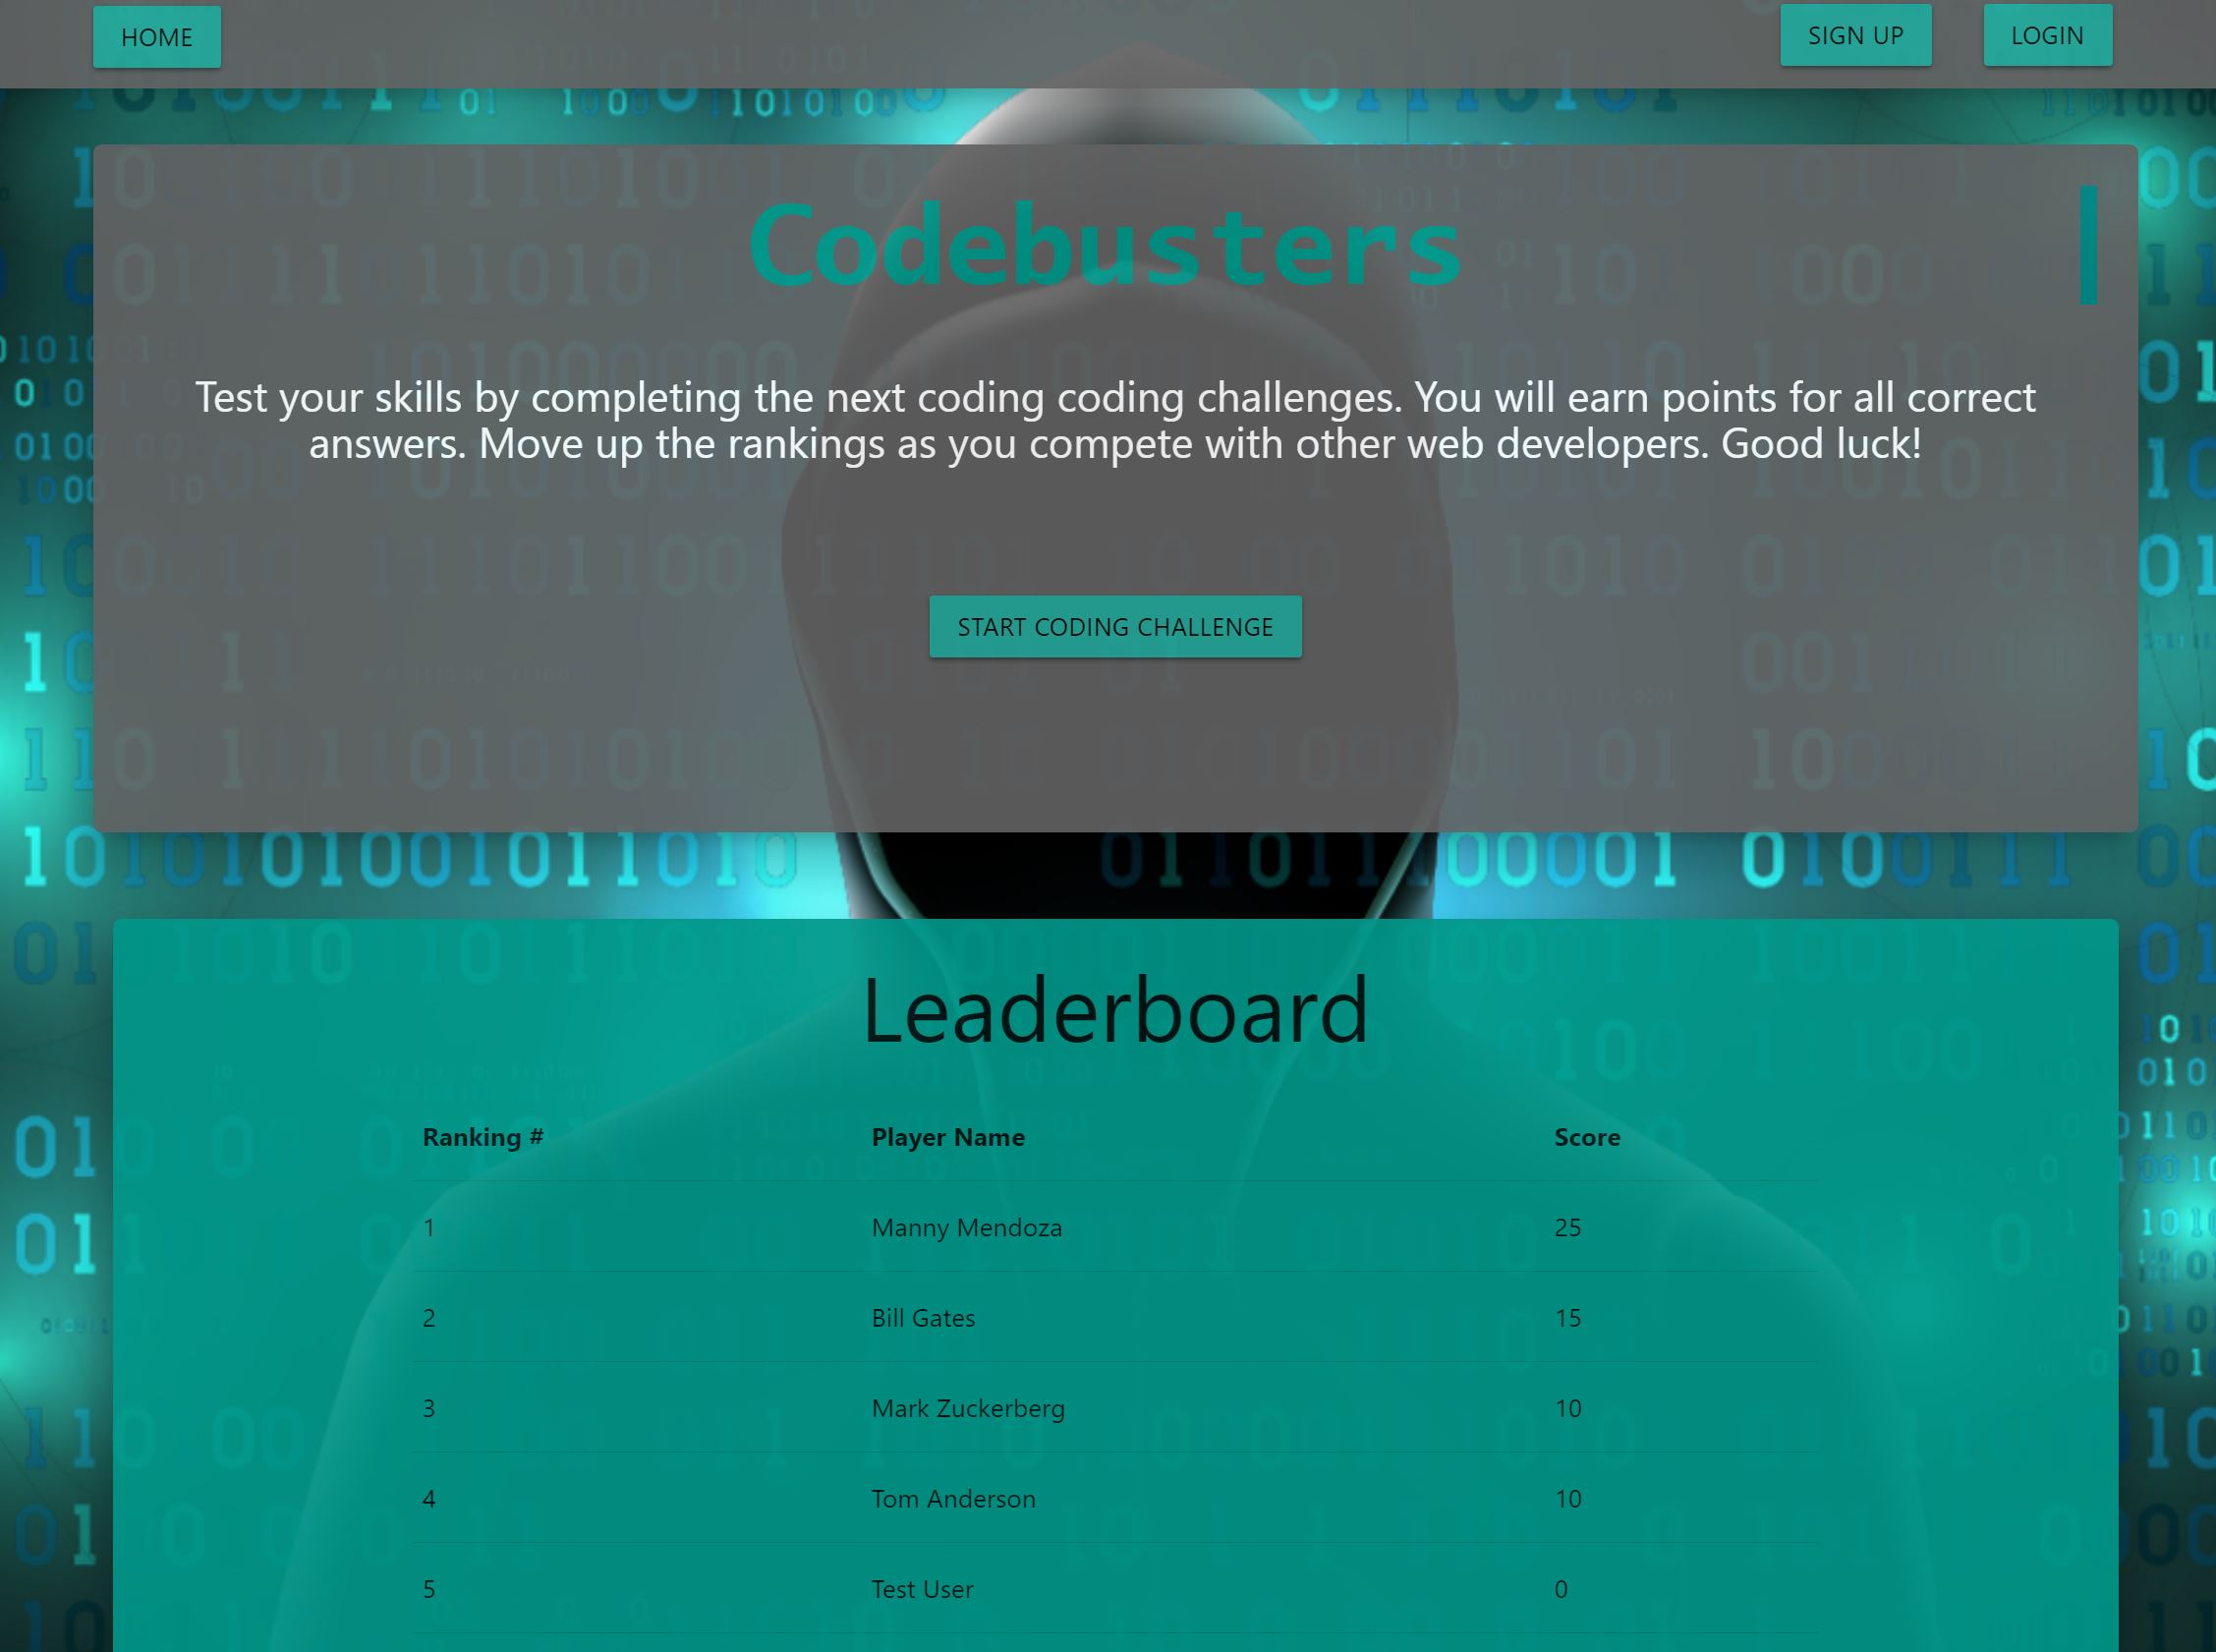 HOME SIGN UP LOGIN
Codebusters
Test your skills by completing the next coding coding challenges. You will earn points for all correct
answers. Move up the rankings as you compete with other web developers. Good luck!
START CODING CHALLENGE
Leaderboard
Ranking # Player Name Score
1 Manny Mendoza 25
2 Bill Gates 15
3 Mark Zuckerberg 10
4 Tom Anderson 10
5 Test User 0